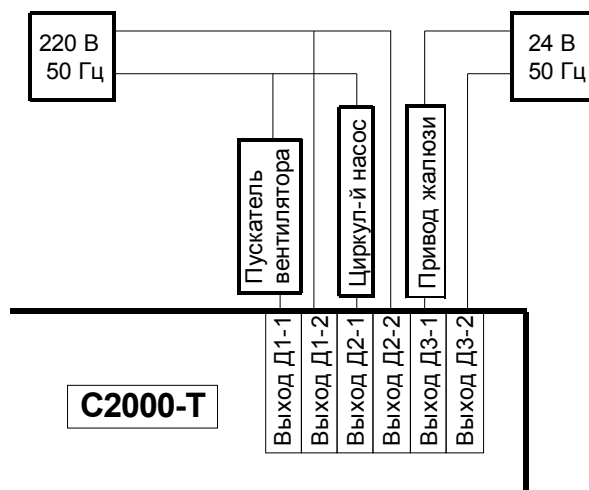 220 В
50 Гц
24 В
50 Гц
Пускатель
вентилятора
Циркул-й насос
Привод жалюзи
Выход Д1-1
Выход Д1-2
Выход Д2-1
Выход Д2-2
Выход Д3-1
Выход Д3-2
С2000-Т